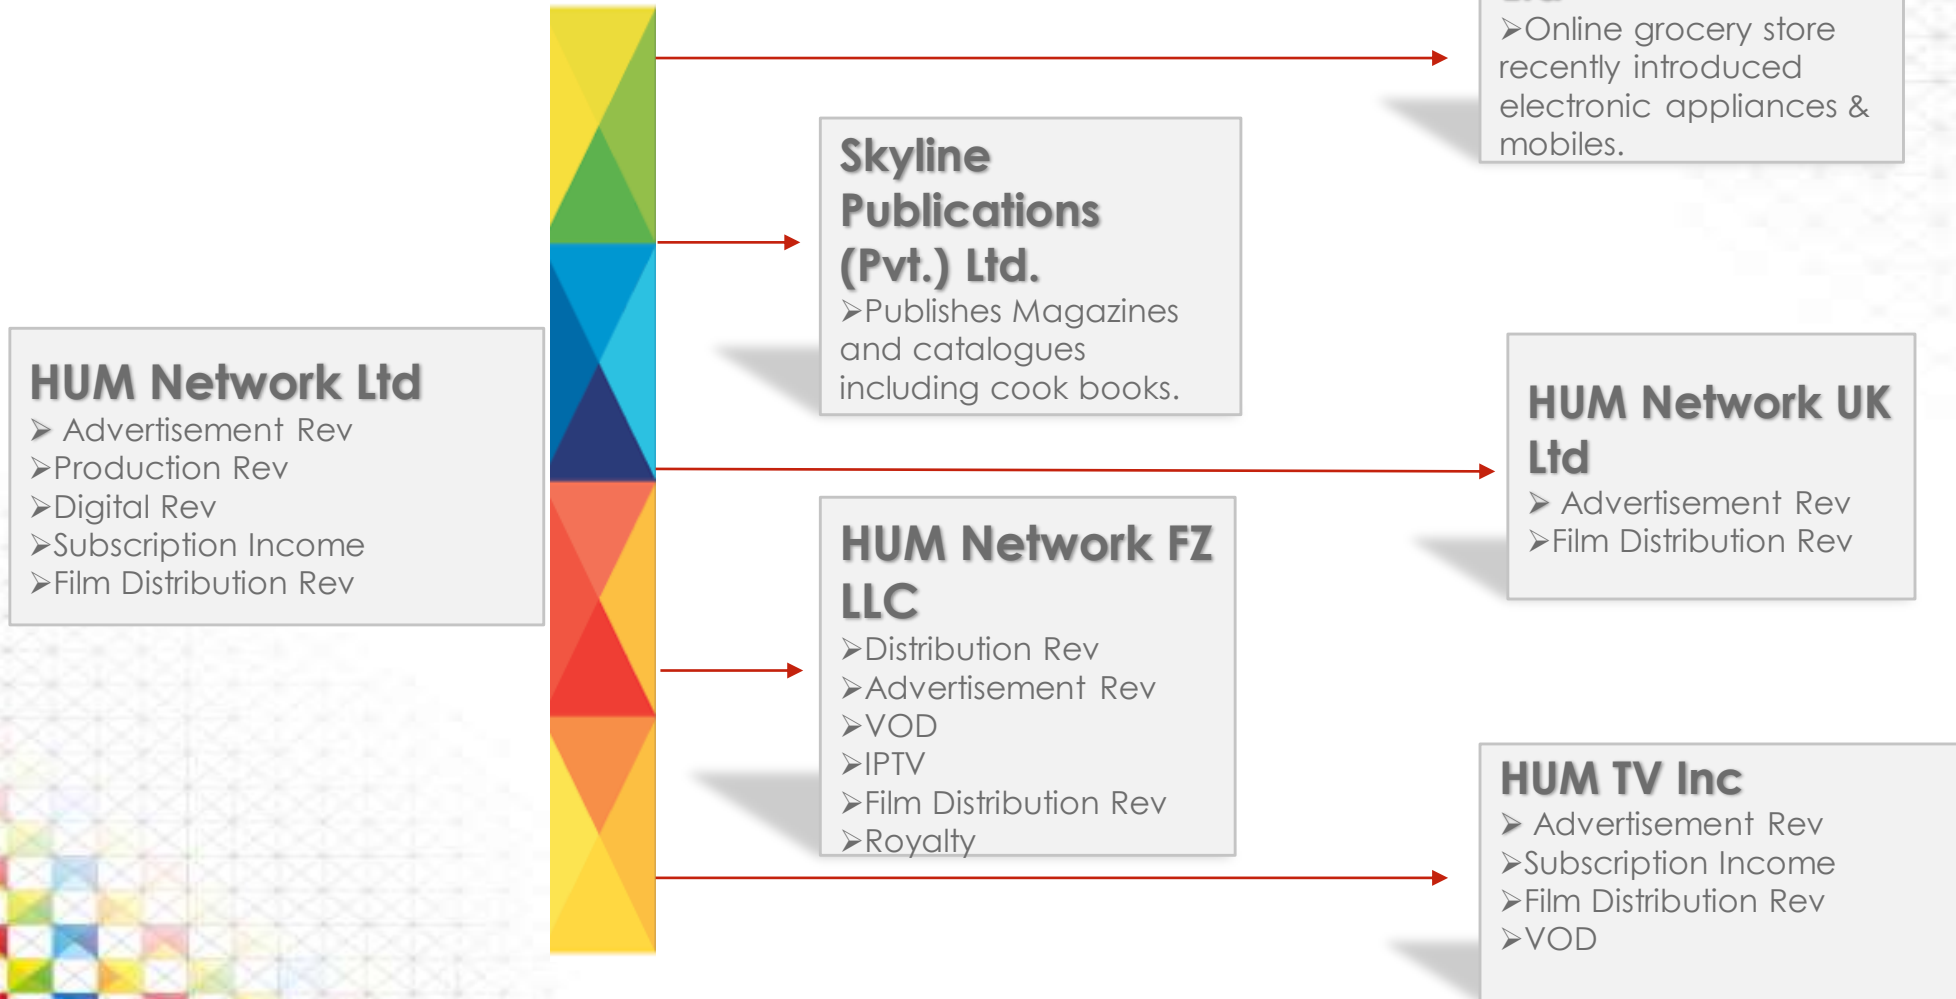 ➢Online grocery store
recently introduced
electronic appliances &
mobiles.
Skyline
Publications
(Pvt.) Ltd.
➢Publishes Magazines
and catalogues
including cook books.
HUM Network Ltd
➢ Advertisement Rev
➢Production Rev
➢Digital Rev
➢Subscription Income
➢Film Distribution Rev
HUM Network UK
Ltd
➢ Advertisement Rev
➢Film Distribution Rev
HUM Network FZ
LLC
➢Distribution Rev
➢Advertisement Rev
➢VOD
➢IPTV
➢Film Distribution Rev
➢Royalty
HUM TV Inc
➢ Advertisement Rev
➢Subscription Income
➢Film Distribution Rev
➢VOD